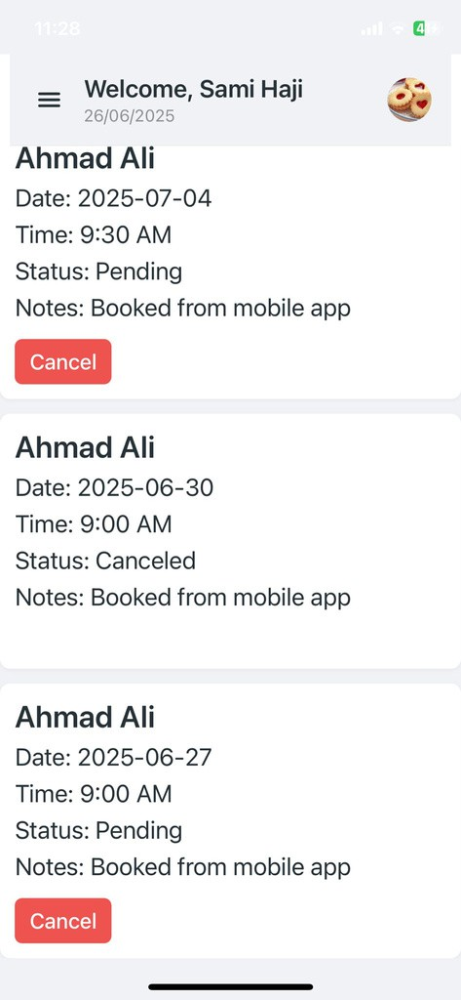 11:28
Welcome, Sami Haji
26/06/2025
Ahmad Ali
Date: 2025-07-04
Time: 9:30 AM
Status: Pending
Notes: Booked from mobile app
Cancel
Ahmad Ali
Date: 2025-06-30
Time: 9:00 AM
Status: Canceled
Notes: Booked from mobile app
Ahmad Ali
Date: 2025-06-27
Time: 9:00 AM
Status: Pending
Notes: Booked from mobile app
Cancel